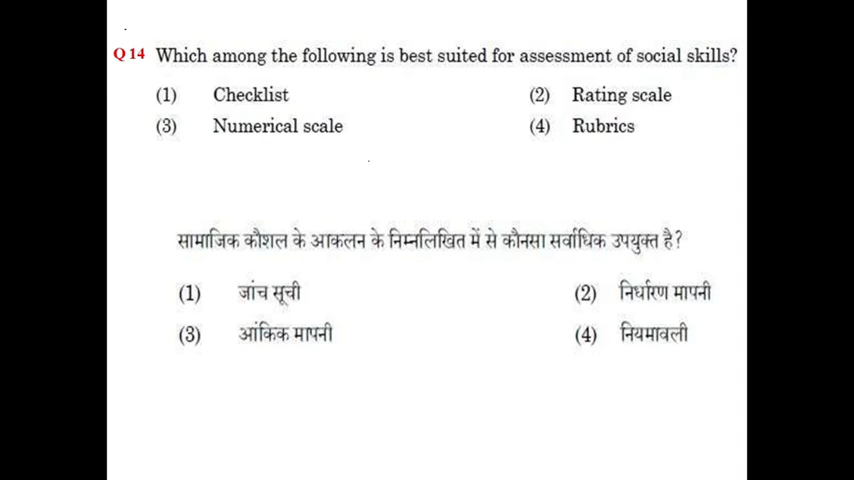 Q 14 Which among the following is best suited for assessment of social skills?
(1) Checklist (2) Rating scale
(3) Numerical scale (4) Rubrics
सामाजिक कौशल के आकलन के निम्नलिखित में से कौनसा सर्वाधिक उपयुक्त है?
(1) जांच सूची (2) निर्धारण मापनी
(3) आंकिक मापनी (4) नियमावली